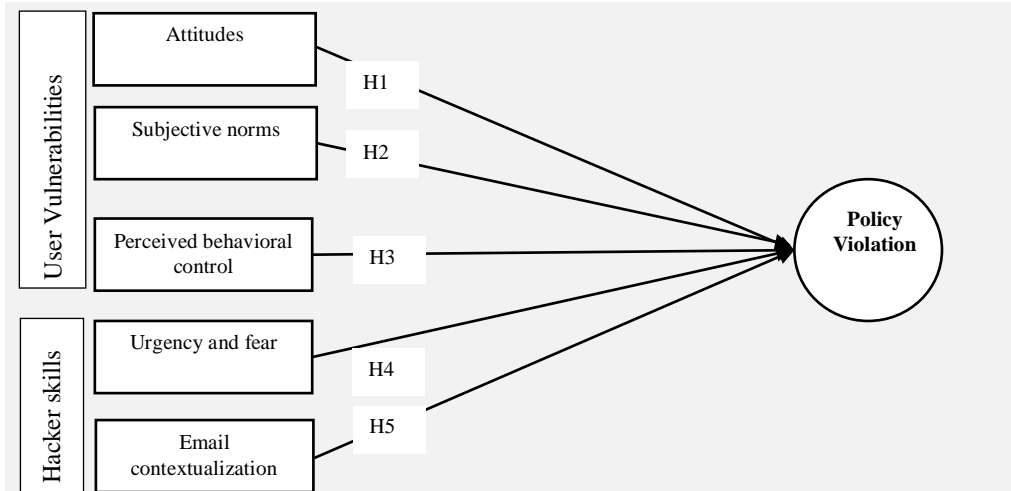 User Vulnerabilities
Attitudes
H1
Subjective norms
H2
Perceived behavioral
control
H3
Policy
Violation
Hacker skills
Urgency and fear
H4
Email
contextualization
H5